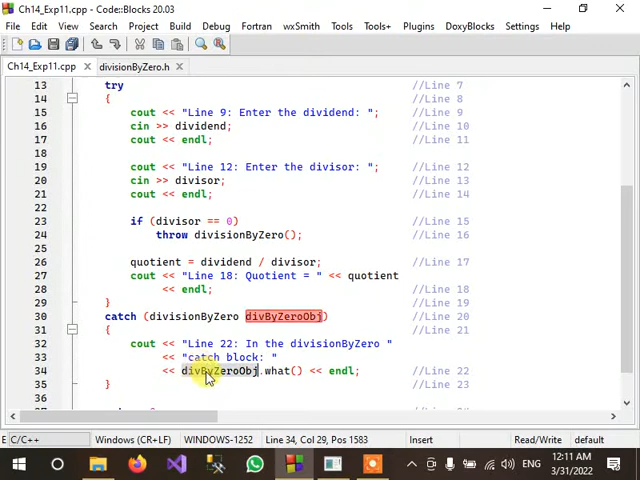 Ch14_Exp11.cpp - Code::Blocks 20.03
File Edit View Search Project Build Debug Fortran wxSmith Tools Tools+ Plugins DoxyBlocks Settings Help
Ch14_Exp11.cpp divisionByZero.h
13 try //Line 7
14 { //Line 8
15 cout << "Line 9: Enter the dividend: "; //Line 9
16 cin >> dividend; //Line 10
17 cout << endl; //Line 11
18
19 cout << "Line 12: Enter the divisor: "; //Line 12
20 cin >> divisor; //Line 13
21 cout << endl; //Line 14
22
23 if (divisor == 0) //Line 15
24 throw divisionByZero(); //Line 16
25
26 quotient = dividend / divisor; //Line 17
27 cout << "Line 18: Quotient = " << quotient
28 << endl; //Line 18
29 } //Line 19
30 catch (divisionByZero divByZeroObj) //Line 20
31 { //Line 21
32 cout << "Line 22: In the divisionByZero "
33 << "catch block: "
34 << divByZeroObj.what() << endl; //Line 22
35 } //Line 23
36
C/C++ Windows (CR+LF) WINDOWS-1252 Line 34, Col 29, Pos 1583 Insert Read/Write default
ENG 12:11 AM
3/31/2022